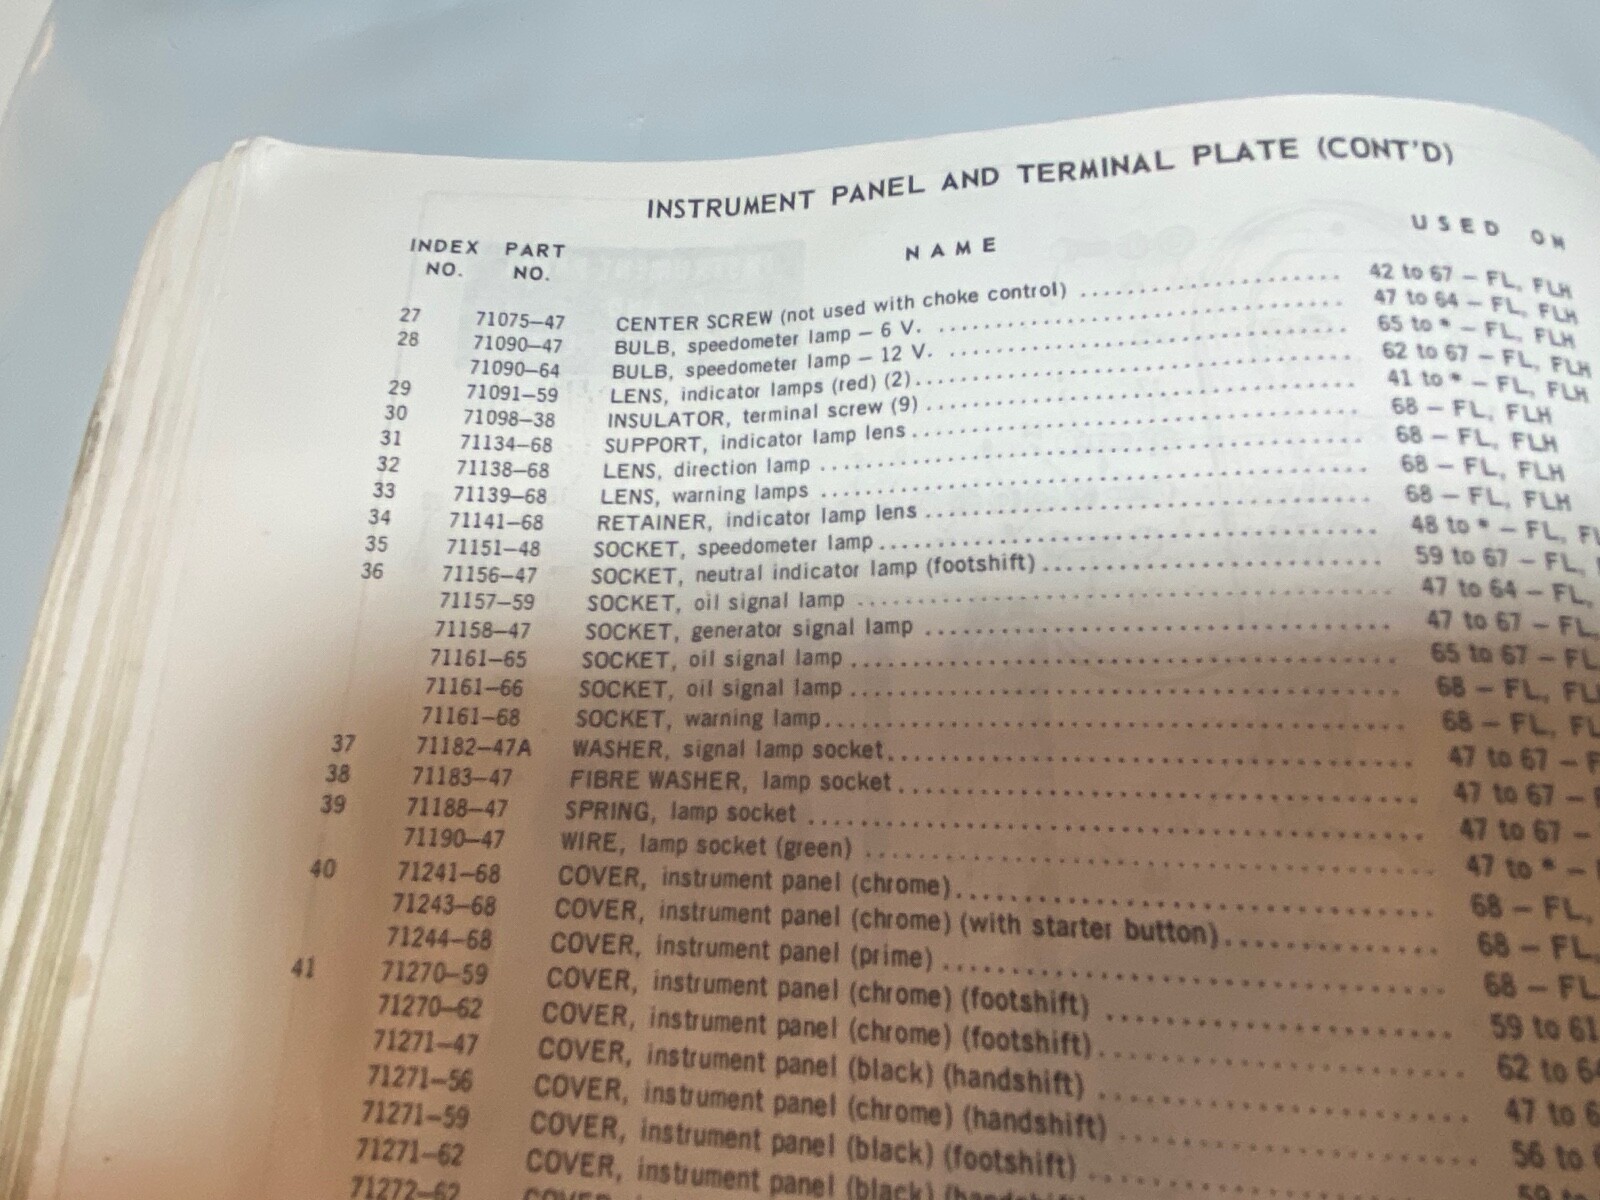 INSTRUMENT PANEL AND TERMINAL PLATE (CONT'D)
INDEX NO. PART NO. NAME USED ON
27 71075–47 CENTER SCREW (not used with choke control) ........ 42 to 67 – FL, FLH
28 71090–47 BULB, speedometer lamp – 6 V. ........ 47 to 64 – FL, FLH
71090–64 BULB, speedometer lamp – 12 V. ........ 65 to * – FL, FLH
29 71091–59 LENS, indicator lamps (red) (2) ........ 62 to 67 – FL, FLH
30 71098–38 INSULATOR, terminal screw (9) ........ 41 to * – FL, FLH
31 71134–68 SUPPORT, indicator lamp lens ........ 68 – FL, FLH
32 71138–68 LENS, direction lamp ........ 68 – FL, FLH
33 71139–68 LENS, warning lamps ........ 68 – FL, FLH
34 71141–68 RETAINER, indicator lamp lens ........ 68 – FL, FLH
35 71151–48 SOCKET, speedometer lamp ........ 48 to * – FL,
36 71156–47 SOCKET, neutral indicator lamp (footshift) ........ 59 to 67 – FL,
71157–59 SOCKET, oil signal lamp ........ 47 to 64 – FL,
71158–47 SOCKET, generator signal lamp ........ 47 to 67 – FL
71161–65 SOCKET, oil signal lamp ........ 65 to 67 – FL
71161–66 SOCKET, oil signal lamp ........ 68 – FL,
71161–68 SOCKET, warning lamp ........ 68 – FL,
37 71182–47A WASHER, signal lamp socket ........ 47 to 67 –
38 71183–47 FIBRE WASHER, lamp socket ........ 47 to 67 –
39 71188–47 SPRING, lamp socket ........ 47 to 67 –
71190–47 WIRE, lamp socket (green) ........ 47 to * –
40 71241–68 COVER, instrument panel (chrome) ........ 68 – FL,
71243–68 COVER, instrument panel (chrome) (with starter button) ........ 68 – FL,
71244–68 COVER, instrument panel (prime) ........ 68 – FL
41 71270–59 COVER, instrument panel (chrome) (footshift) ........ 59 to 61
71270–62 COVER, instrument panel (chrome) (footshift) ........ 62 to
71271–47 COVER, instrument panel (black) (handshift) ........ 47 to
71271–56 COVER, instrument panel (chrome) (handshift) ........ 56 to
71271–59 COVER, instrument panel (black) (footshift) ........
71271–62 COVER, instrument panel (black)
71272–62